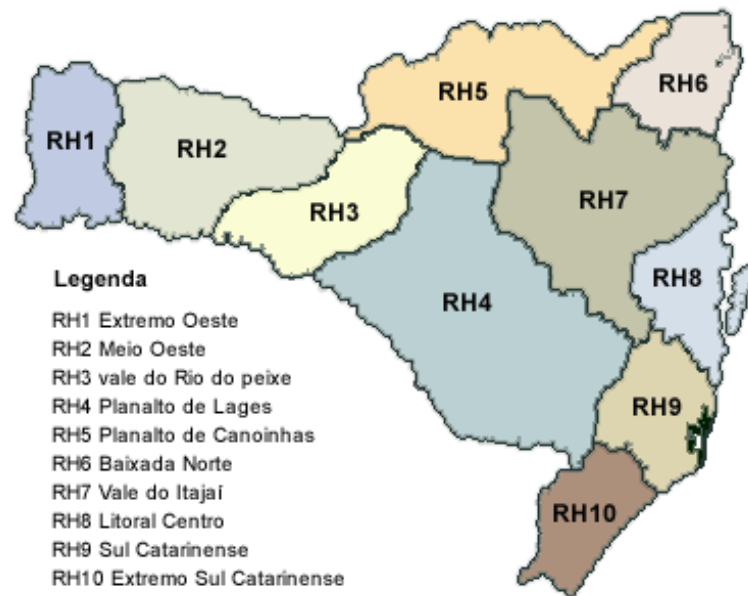 RH6
RH5
RH1
RH2
RH7
RH3
RH8
RH4
RH9
RH10
Legenda
RH1 Extremo Oeste
RH2 Meio Oeste
RH3 vale do Rio do peixe
RH4 Planalto de Lages
RH5 Planalto de Canoinhas
RH6 Baixada Norte
RH7 Vale do Itajaí
RH8 Litoral Centro
RH9 Sul Catarinense
RH10 Extremo Sul Catarinense